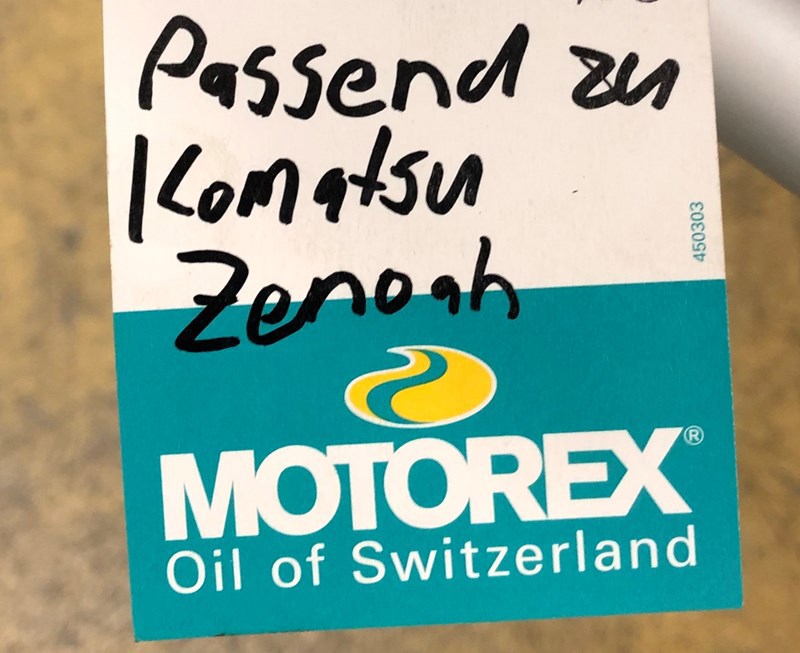 Passend zu
Komatsu
Zenoah
450303
MOTOREX®
Oil of Switzerland